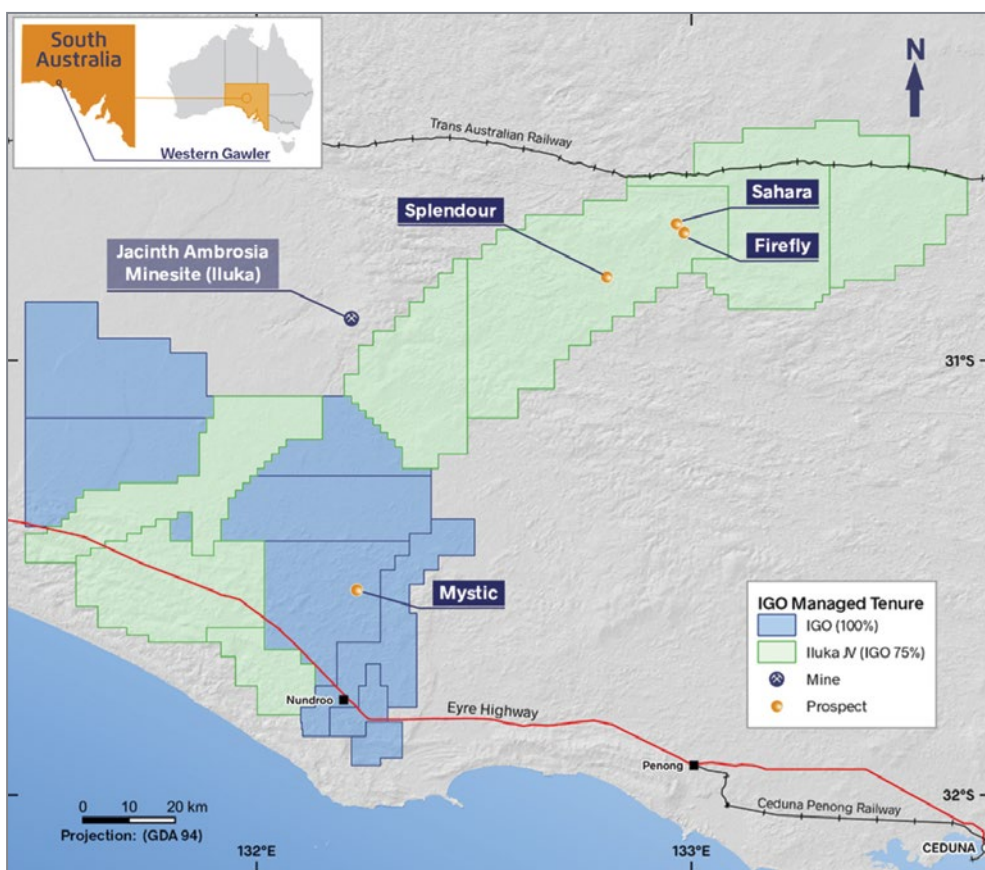 South
Australia
Western Gawler
N
Trans Australian Railway
Sahara
Splendour
Firefly
Jacinth Ambrosia
Minesite (Iluka)
31°S
Mystic
IGO Managed Tenure
IGO (100%)
Iluka JV (IGO 75%)
Mine
Prospect
Nundroo
Eyre Highway
Penong
32°S
Ceduna Penong Railway
0 10 20 km
Projection: (GDA 94)
CEDUNA
132°E
133°E